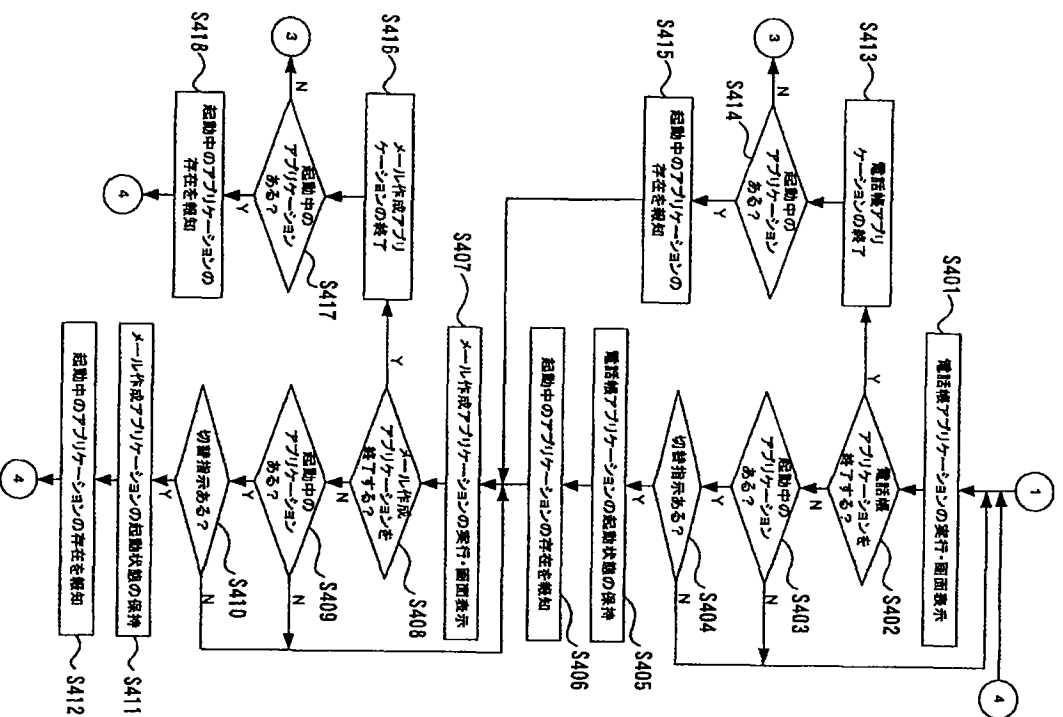 1
4
S401
電話帳アプリケーションの実行・画面表示
電話帳
アプリケーションを
終了する?
S402
Y
N
起動中の
アプリケーション
ある?
S403
N
Y
切替指示ある?
S404
N
Y
電話帳アプリケーションの起動状態の保持
S405
起動中のアプリケーションの存在を報知
S406
S413
電話帳アプリ
ケーションの終了
起動中の
アプリケーション
ある?
S414
N
3
Y
S415
起動中のアプリケーションの
存在を報知
S407
メール作成アプリケーションの実行・画面表示
メール作成
アプリケーションを
終了する?
S408
Y
N
起動中の
アプリケーション
ある?
S409
N
Y
切替指示ある?
S410
N
Y
メール作成アプリケーションの起動状態の保持
S411
起動中のアプリケーションの存在を報知
S412
4
S416
メール作成アプリ
ケーションの終了
起動中の
アプリケーション
ある?
S417
N
3
Y
S418
起動中のアプリケーションの
存在を報知
4